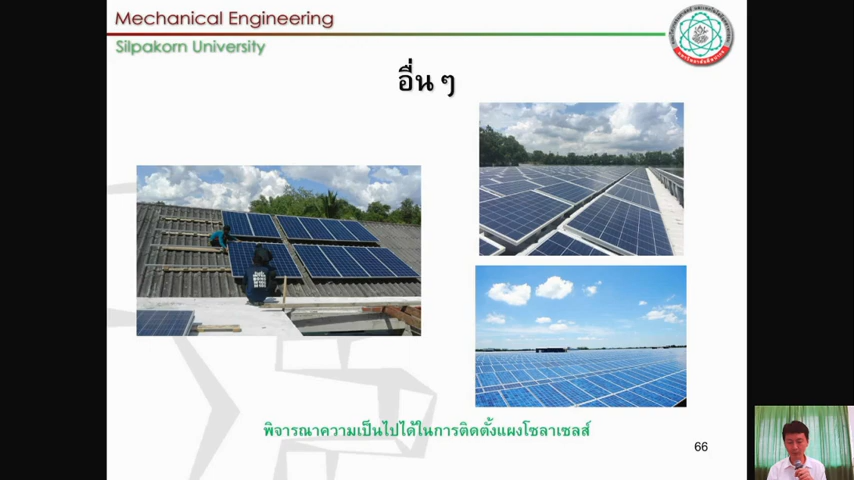 Mechanical Engineering
Silpakorn University
อื่น ๆ
พิจารณาความเป็นไปได้ในการติดตั้งแผงโซลาเซลส์
66